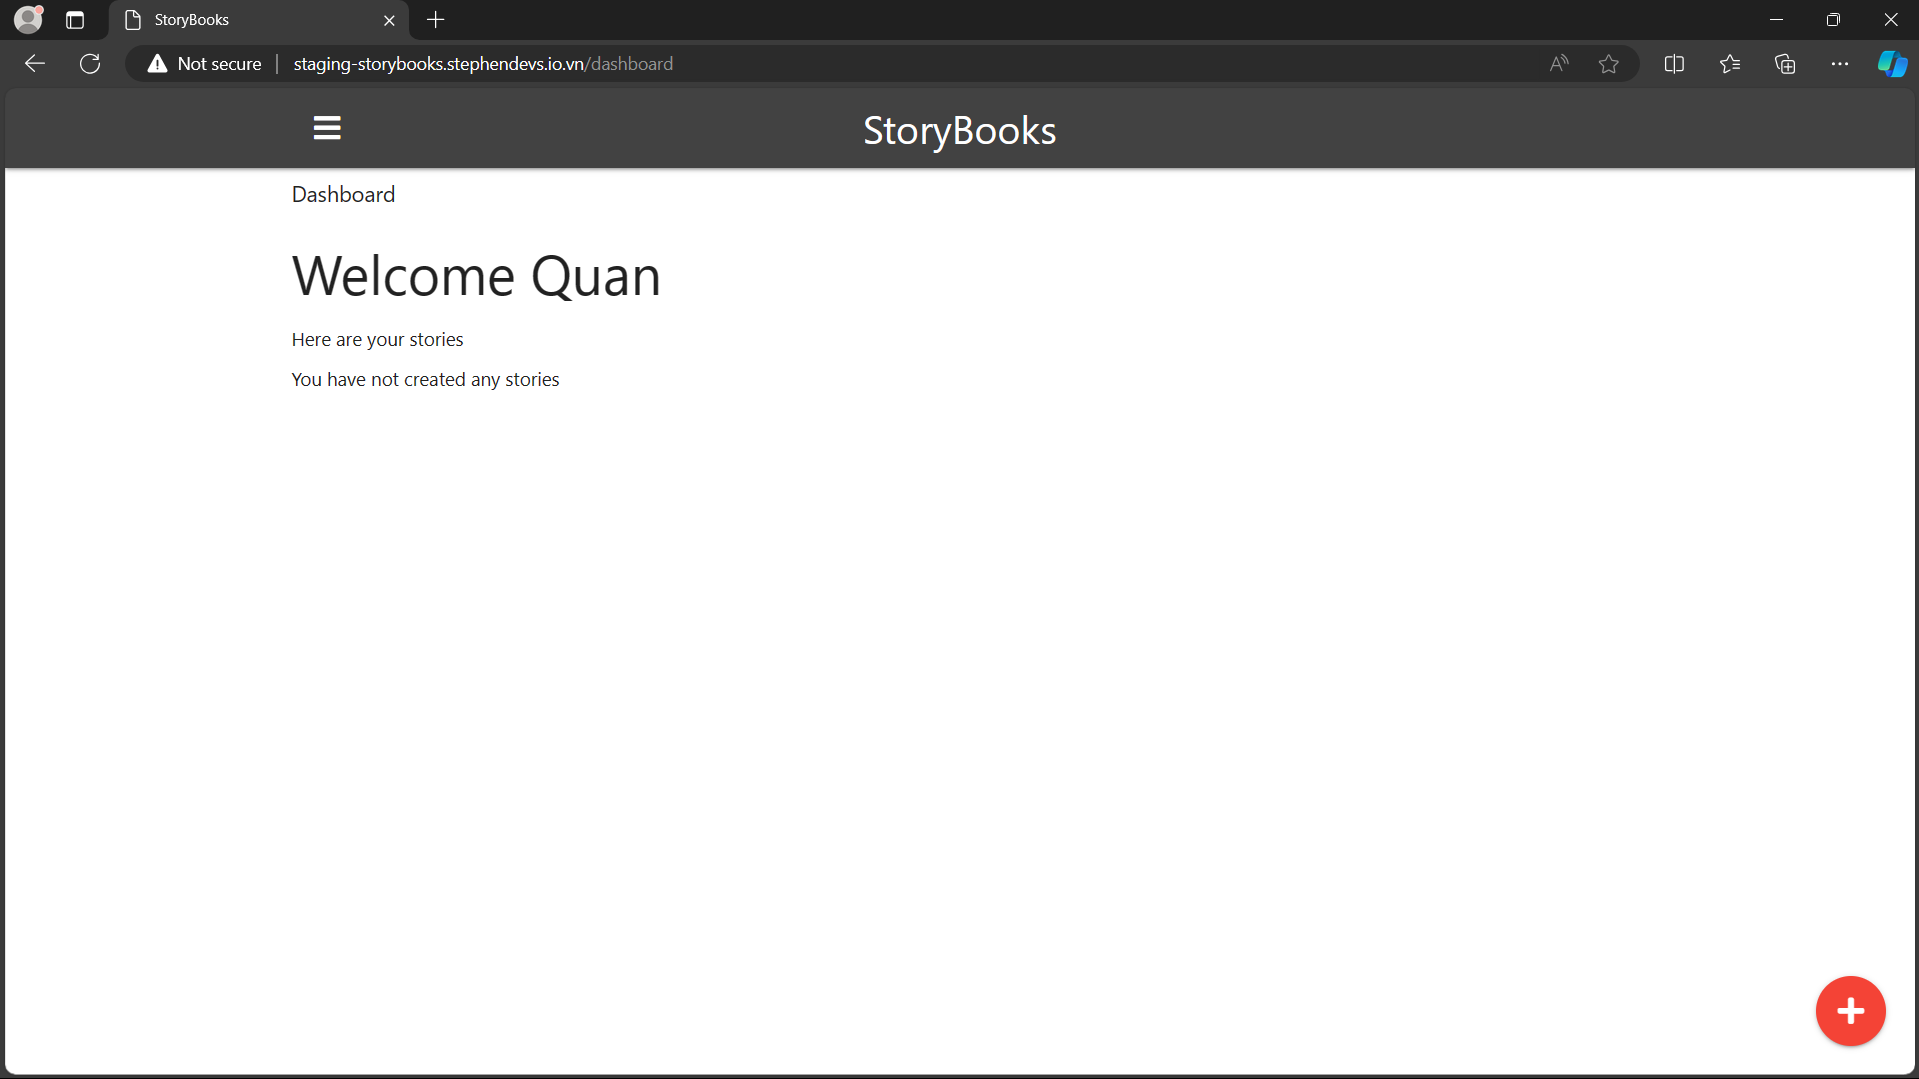 StoryBooks
Not secure
staging-storybooks.stephendevs.io.vn/dashboard
StoryBooks
Dashboard
Welcome Quan
Here are your stories
You have not created any stories